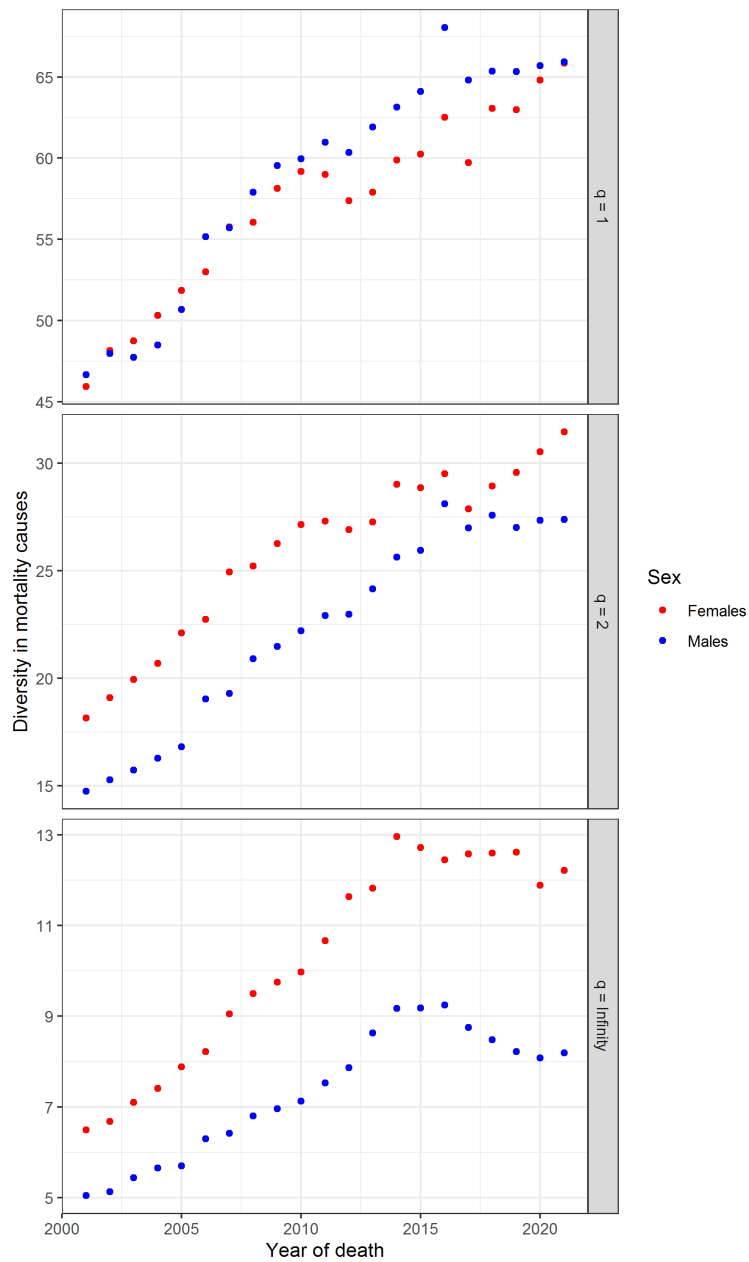 65
60
55
50
45
q = 1
30
25
20
15
q = 2
13
11
9
7
5
q = Infinity
2000 2005 2010 2015 2020
Year of death
Diversity in mortality causes
Sex
Females
Males